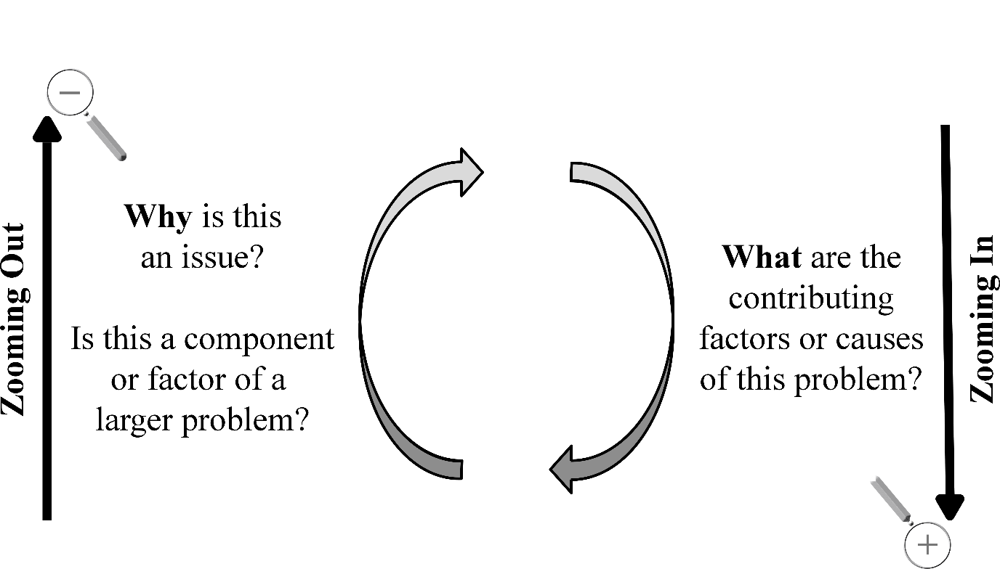 Zooming Out
Why is this
an issue?
Is this a component
or factor of a
larger problem?
What are the
contributing
factors or causes
of this problem?
Zooming In